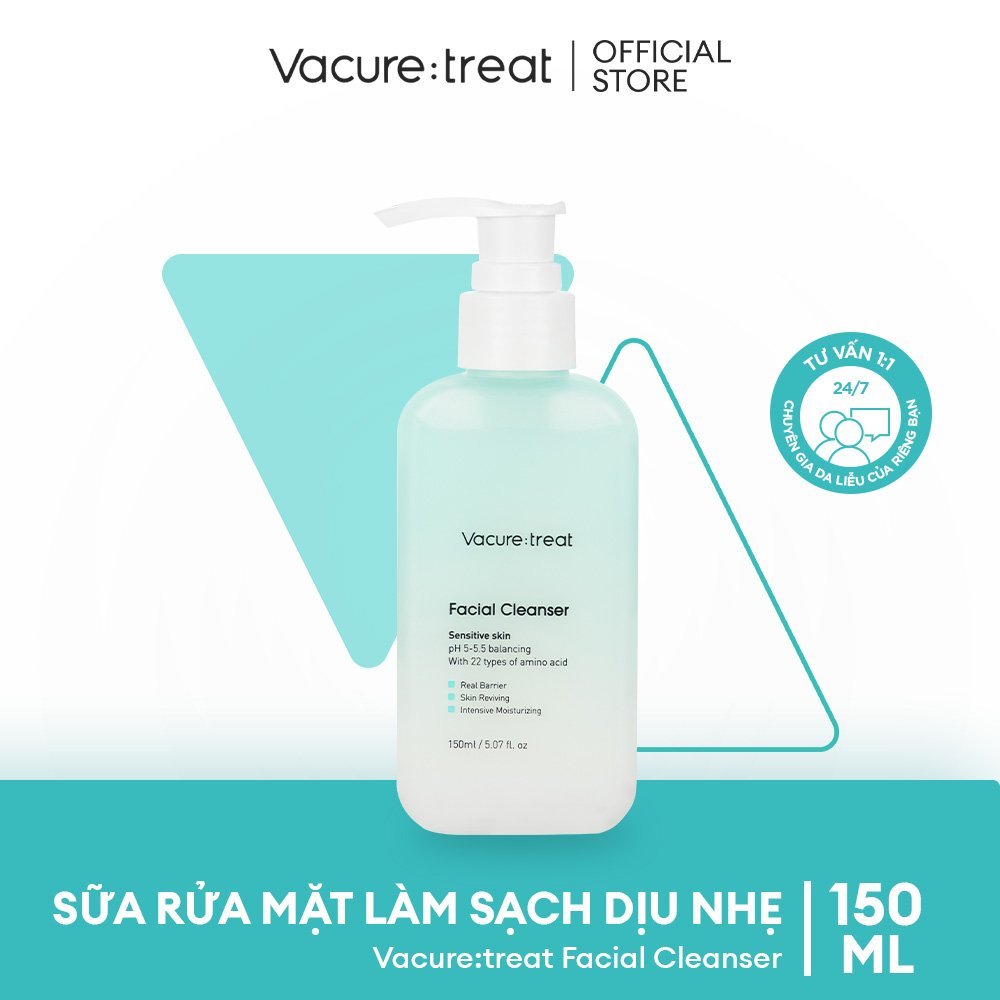 Vacure:treat
OFFICIAL
STORE
TƯ VẤN 1:1
24/7
CHUYÊN GIA DA LIỄU CỦA RIÊNG BẠN
Vacure:treat
Facial Cleanser
Sensitive skin
pH 5-5.5 balancing
With 22 types of amino acid
Real Barrier
Skin Reviving
Intensive Moisturizing
150ml / 5.07 fl. oz
SỮA RỬA MẶT LÀM SẠCH DỊU NHẸ
Vacure:treat Facial Cleanser
150
ML